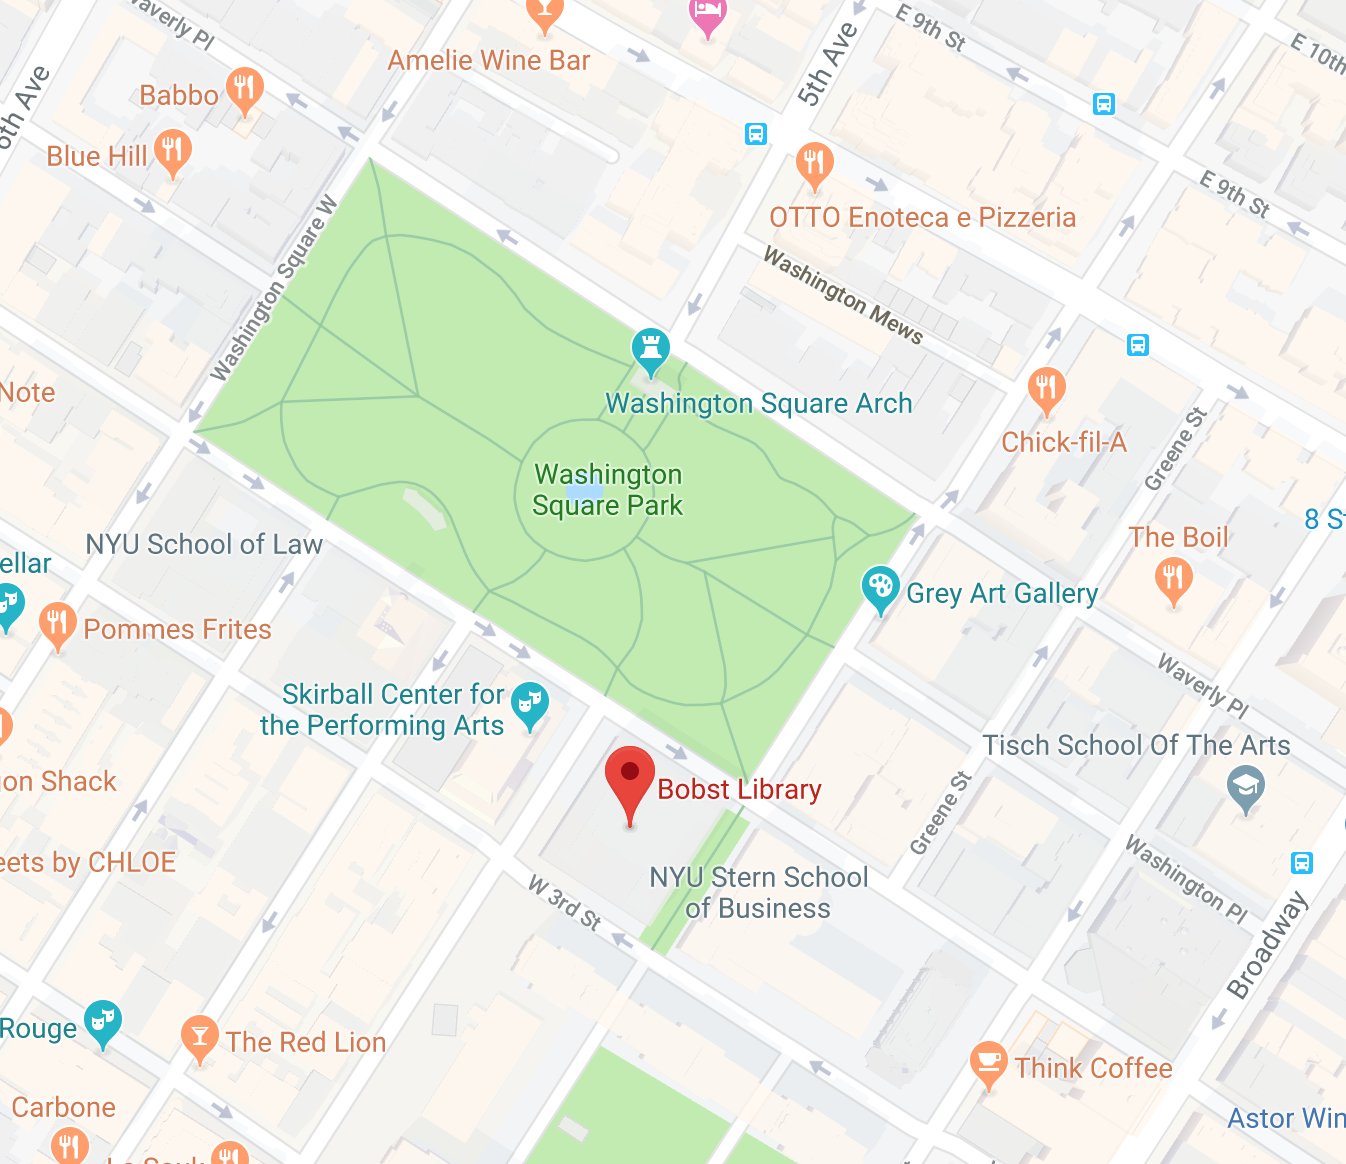 Waverly Pl
Amelie Wine Bar
5th Ave
E 9th St
E 10th
6th Ave
Babbo
Blue Hill
E 9th St
OTTO Enoteca e Pizzeria
Washington Mews
Washington Square W
Note
Washington Square Arch
Chick-fil-A
Greene St
Washington
Square Park
8 St
NYU School of Law
The Boil
ellar
Grey Art Gallery
Pommes Frites
Waverly Pl
Skirball Center for
the Performing Arts
Tisch School Of The Arts
on Shack
Bobst Library
Greene St
eets by CHLOE
NYU Stern School
of Business
Washington Pl
W 3rd St
Broadway
Rouge
The Red Lion
Think Coffee
Carbone
Astor Win